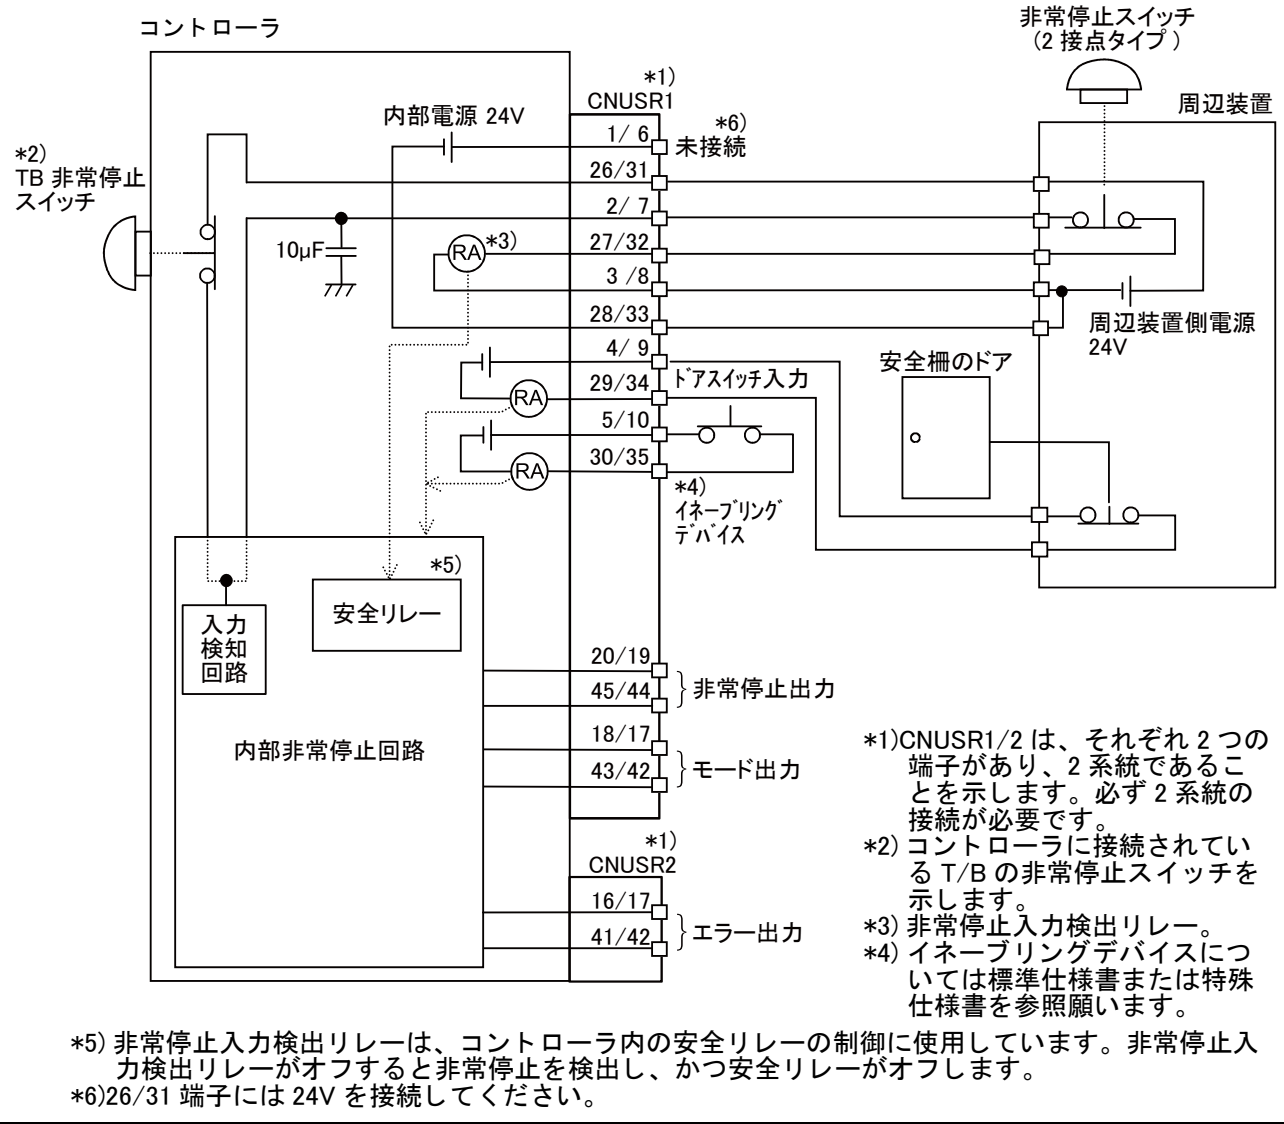 コントローラ
非常停止スイッチ
(2 接点タイプ )
*1)
CNUSR1
周辺装置
内部電源 24V
*2)
TB 非常停止
スイッチ
1/ 6
*6)
未接続
26/31
2/ 7
10μF
RA
*3)
27/32
3 /8
28/33
周辺装置側電源
24V
4/ 9
安全柵のドア
RA
29/34
ﾄﾞｱｽｲｯﾁ入力
5/10
RA
30/35
*4)
ｲﾈｰﾌﾞﾘﾝｸﾞ
ﾃﾞﾊﾞｲｽ
*5)
安全リレー
入力
検知
回路
20/19
45/44
非常停止出力
内部非常停止回路
18/17
43/42
モード出力
*1)
CNUSR2
16/17
41/42
エラー出力
*1)CNUSR1/2 は、それぞれ 2 つの
端子があり、2 系統であるこ
とを示します。必ず 2 系統の
接続が必要です。
*2) コントローラに接続されてい
る T/B の非常停止スイッチを
示します。
*3) 非常停止入力検出リレー。
*4) イネーブリングデバイスにつ
いては標準仕様書または特殊
仕様書を参照願います。
*5) 非常停止入力検出リレーは、コントローラ内の安全リレーの制御に使用しています。非常停止入
力検出リレーがオフすると非常停止を検出し、かつ安全リレーがオフします。
*6)26/31 端子には 24V を接続してください。